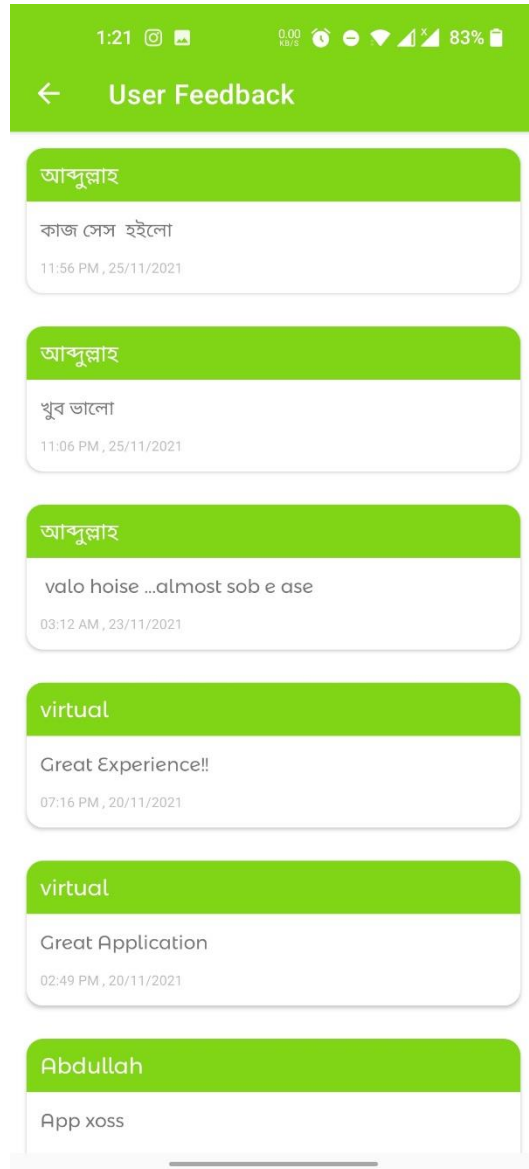 1:21 0.00 KB/S 83%
User Feedback
আব্দুল্লাহ
কাজ সেস হইলো
11:56 PM , 25/11/2021
আব্দুল্লাহ
খুব ভালো
11:06 PM , 25/11/2021
আব্দুল্লাহ
valo hoise ...almost sob e ase
03:12 AM , 23/11/2021
virtual
Great Experience!!
07:16 PM , 20/11/2021
virtual
Great Application
02:49 PM , 20/11/2021
Abdullah
App xoss